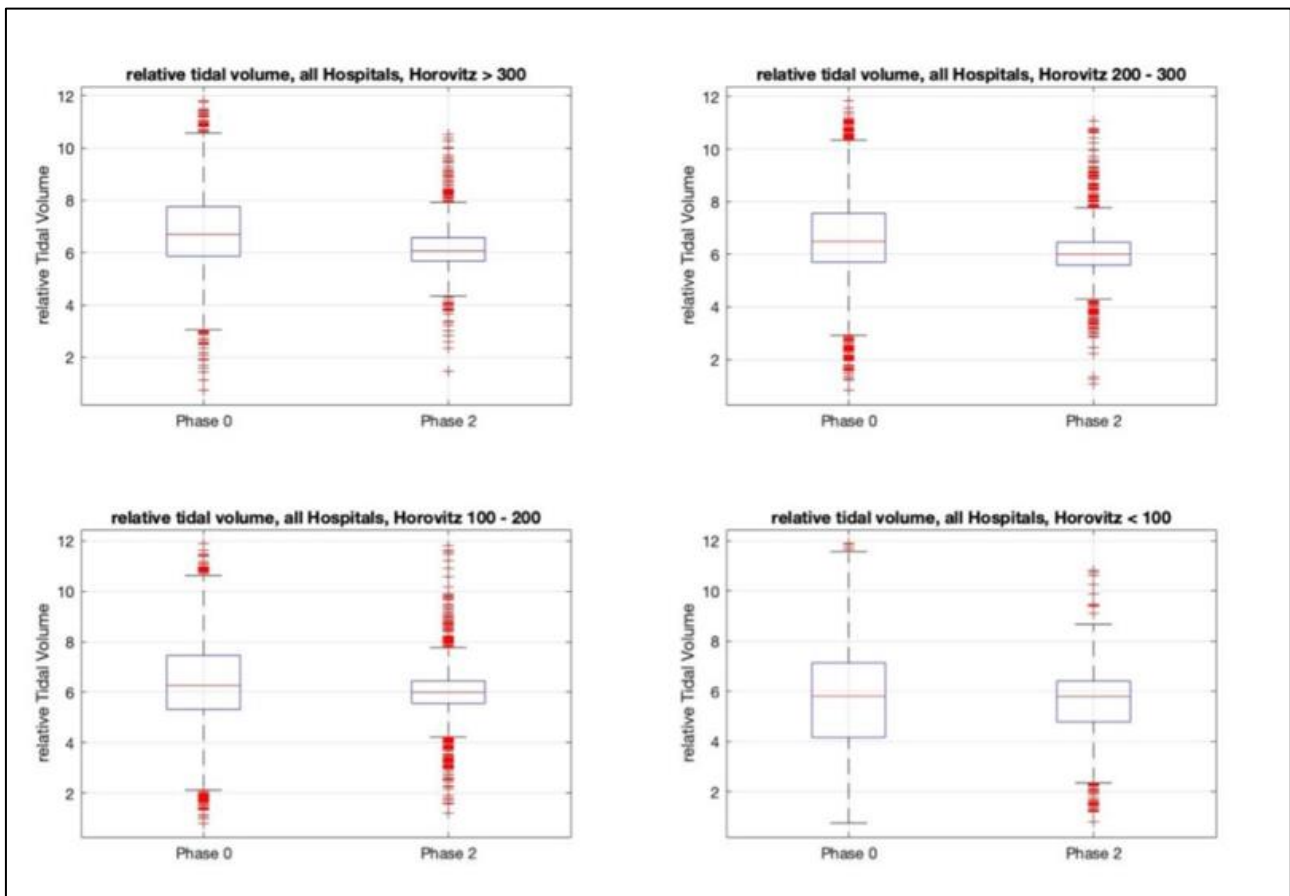 relative tidal volume, all Hospitals, Horovitz > 300
12
10
8
6
4
2
relative Tidal Volume
Phase 0 Phase 2
relative tidal volume, all Hospitals, Horovitz 200 - 300
12
10
8
6
4
2
relative Tidal Volume
Phase 0 Phase 2
relative tidal volume, all Hospitals, Horovitz 100 - 200
12
10
8
6
4
2
relative Tidal Volume
Phase 0 Phase 2
relative tidal volume, all Hospitals, Horovitz < 100
12
10
8
6
4
2
relative Tidal Volume
Phase 0 Phase 2